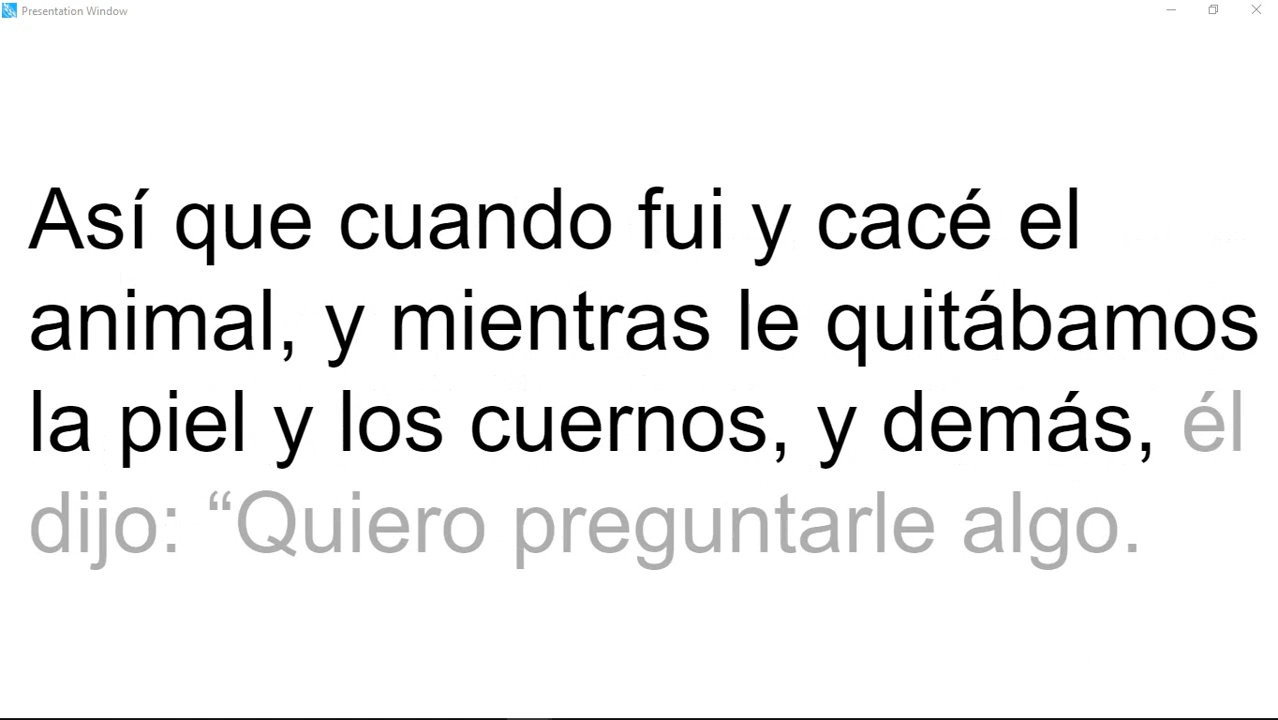 Presentation Window
Así que cuando fui y cacé el
animal, y mientras le quitábamos
la piel y los cuernos, y demás, él
dijo: “Quiero preguntarle algo.